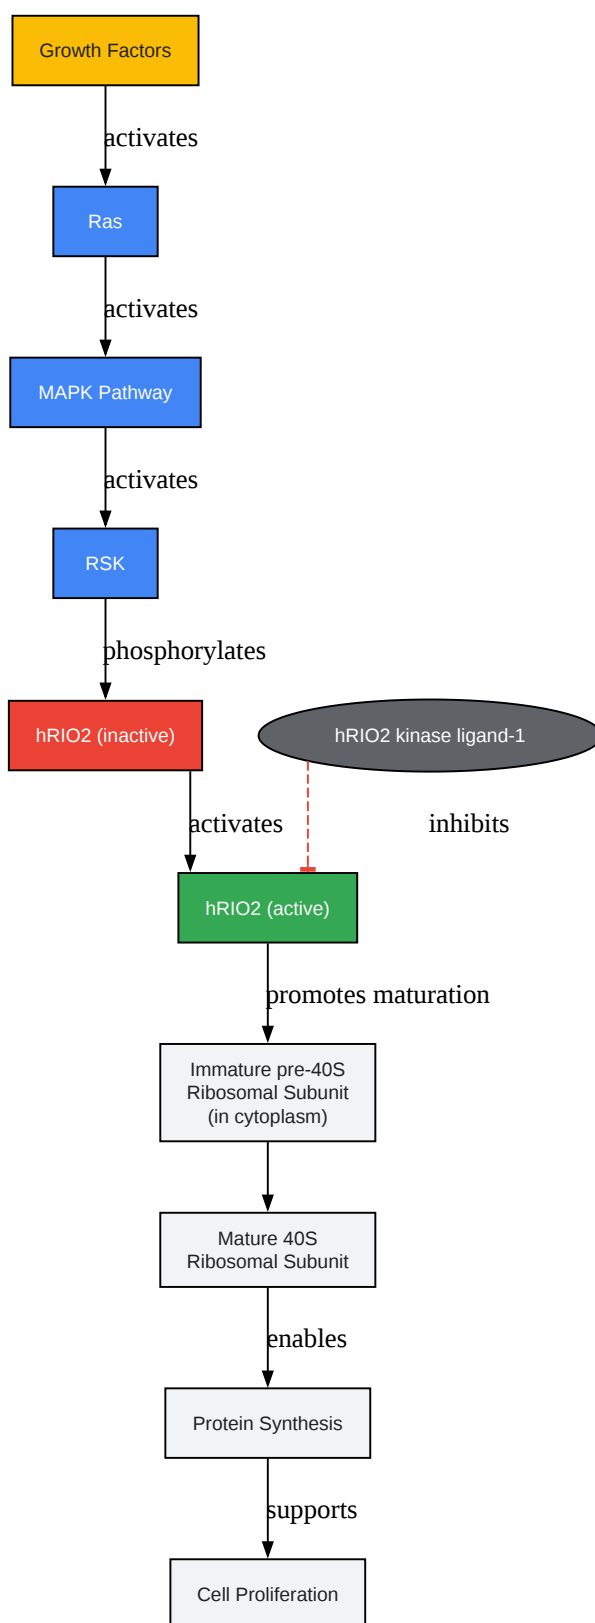 Growth Factors
activates
Ras
activates
MAPK Pathway
activates
RSK
phosphorylates
hRIO2 (inactive)
hRIO2 kinase ligand-1
activates
inhibits
hRIO2 (active)
promotes maturation
Immature pre-40S
Ribosomal Subunit
(in cytoplasm)
Mature 40S
Ribosomal Subunit
enables
Protein Synthesis
supports
Cell Proliferation